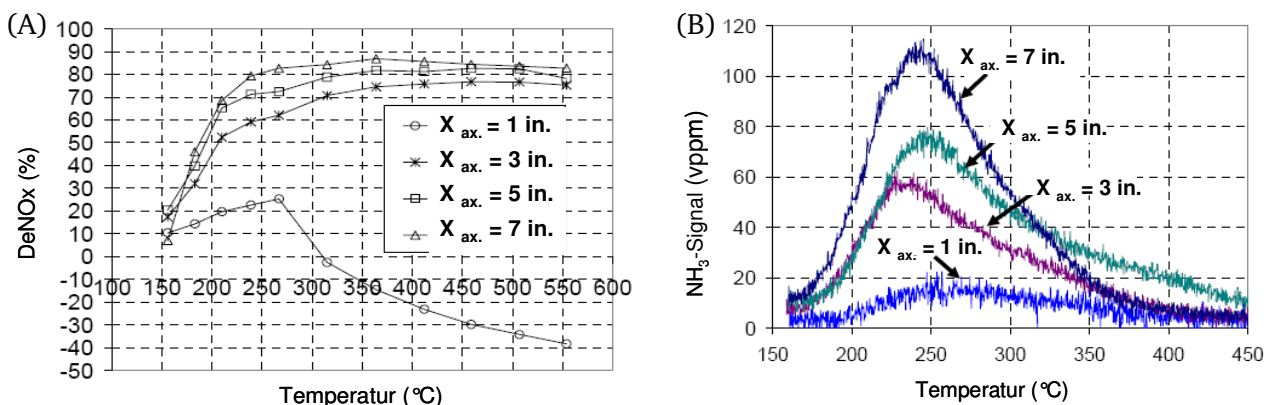 (A)
100
90
80
70
60
50
40
30
20
10
0
-10
-20
-30
-40
-50
100 150 200 250 300 350 400 450 500 550 600
DeNOx (%)
Temperatur (°C)
X ax. = 1 in.
X ax. = 3 in.
X ax. = 5 in.
X ax. = 7 in.
(B)
120
100
80
60
40
20
0
150 200 250 300 350 400 450
NH3-Signal (vppm)
Temperatur (°C)
X ax. = 7 in.
X ax. = 5 in.
X ax. = 3 in.
X ax. = 1 in.